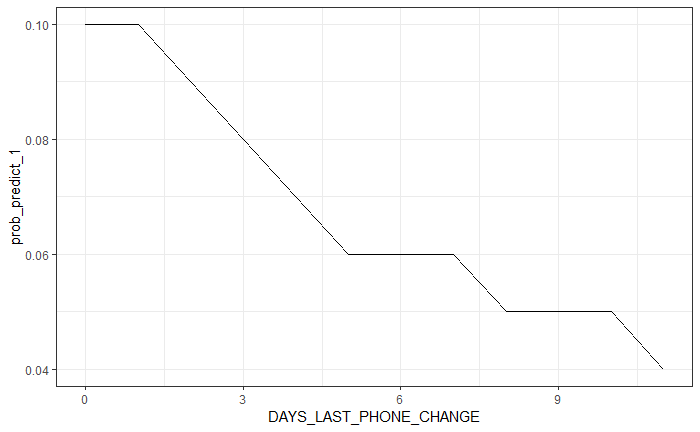 0.10
0.08
0.06
0.04
prob_predict_1
0 3 6 9
DAYS_LAST_PHONE_CHANGE